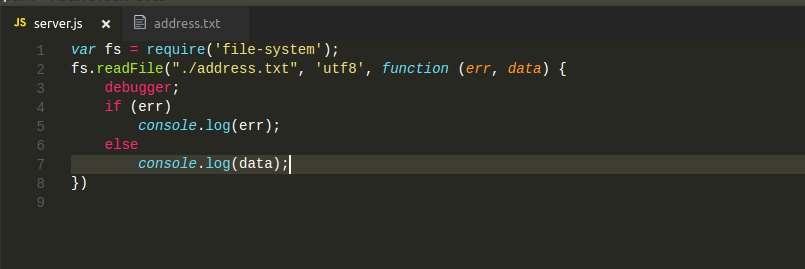 JS server.js × address.txt
1 var fs = require('file-system');
2 fs.readFile("./address.txt", 'utf8', function (err, data) {
3     debugger;
4     if (err)
5         console.log(err);
6     else
7         console.log(data);
8 })
9